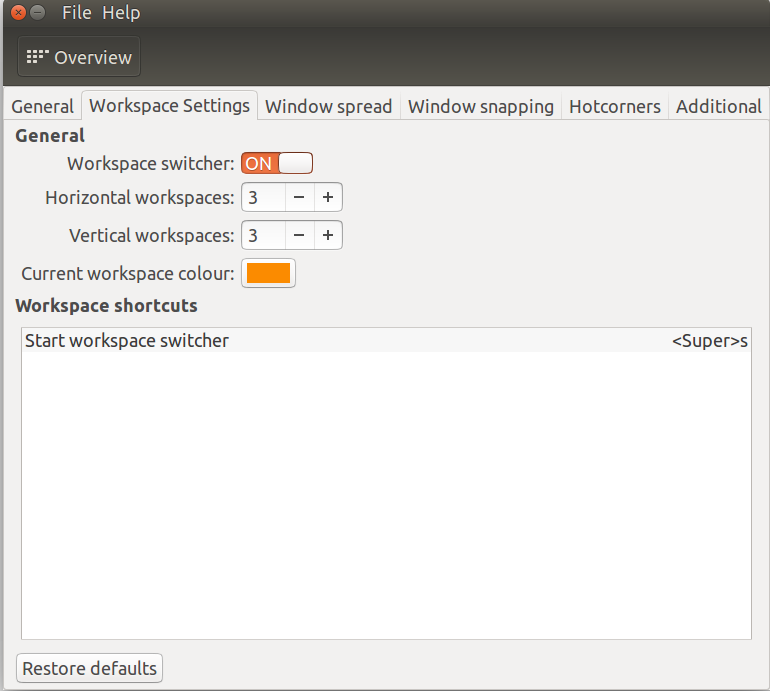 File Help
Overview
General Workspace Settings Window spread Window snapping Hotcorners Additional
General
Workspace switcher: ON
Horizontal workspaces: 3 − +
Vertical workspaces: 3 − +
Current workspace colour:
Workspace shortcuts
Start workspace switcher <Super>s
Restore defaults